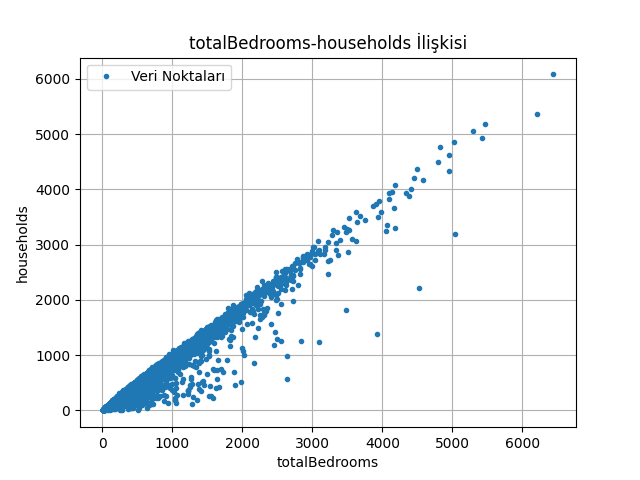 totalBedrooms-households İlişkisi
Veri Noktaları
6000
5000
4000
3000
2000
1000
0
households
0 1000 2000 3000 4000 5000 6000
totalBedrooms